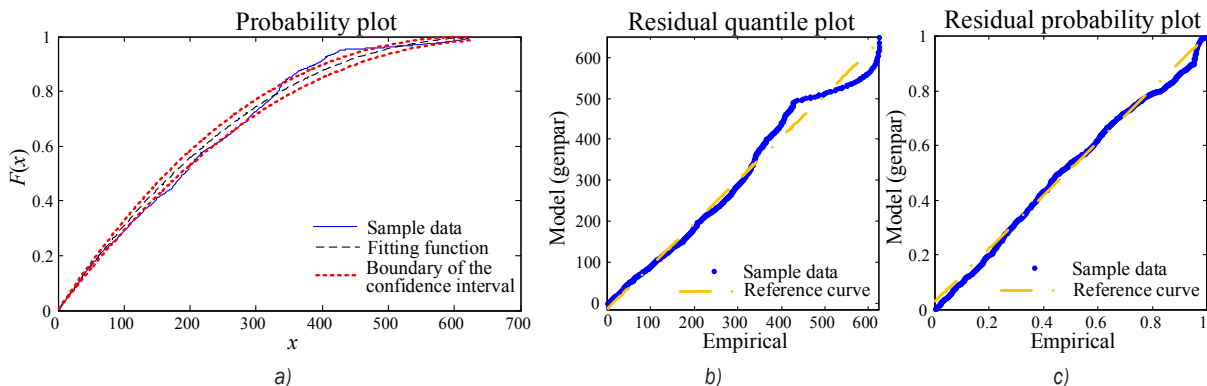 Probability plot
1
0.8
0.6
0.4
0.2
0
F(x)
0 100 200 300 400 500 600 700
x
Sample data
Fitting function
Boundary of the
confidence interval
a)
Residual quantile plot
600
500
400
300
200
100
0
Model (genpar)
0 100 200 300 400 500 600
Empirical
Sample data
Reference curve
b)
Residual probability plot
1
0.8
0.6
0.4
0.2
0
Model (genpar)
0 0.2 0.4 0.6 0.8 1
Empirical
Sample data
Reference curve
c)